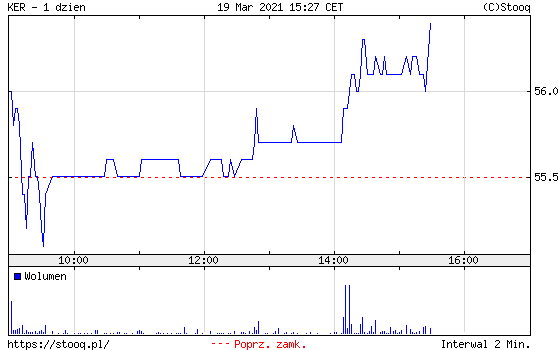 KER - 1 dzien 19 Mar 2021 15:27 CET (C)Stooq
56.0
55.5
10:00 12:00 14:00 16:00
Wolumen
https://stooq.pl/ --- Poprz. zamk. Interwal 2 Min.